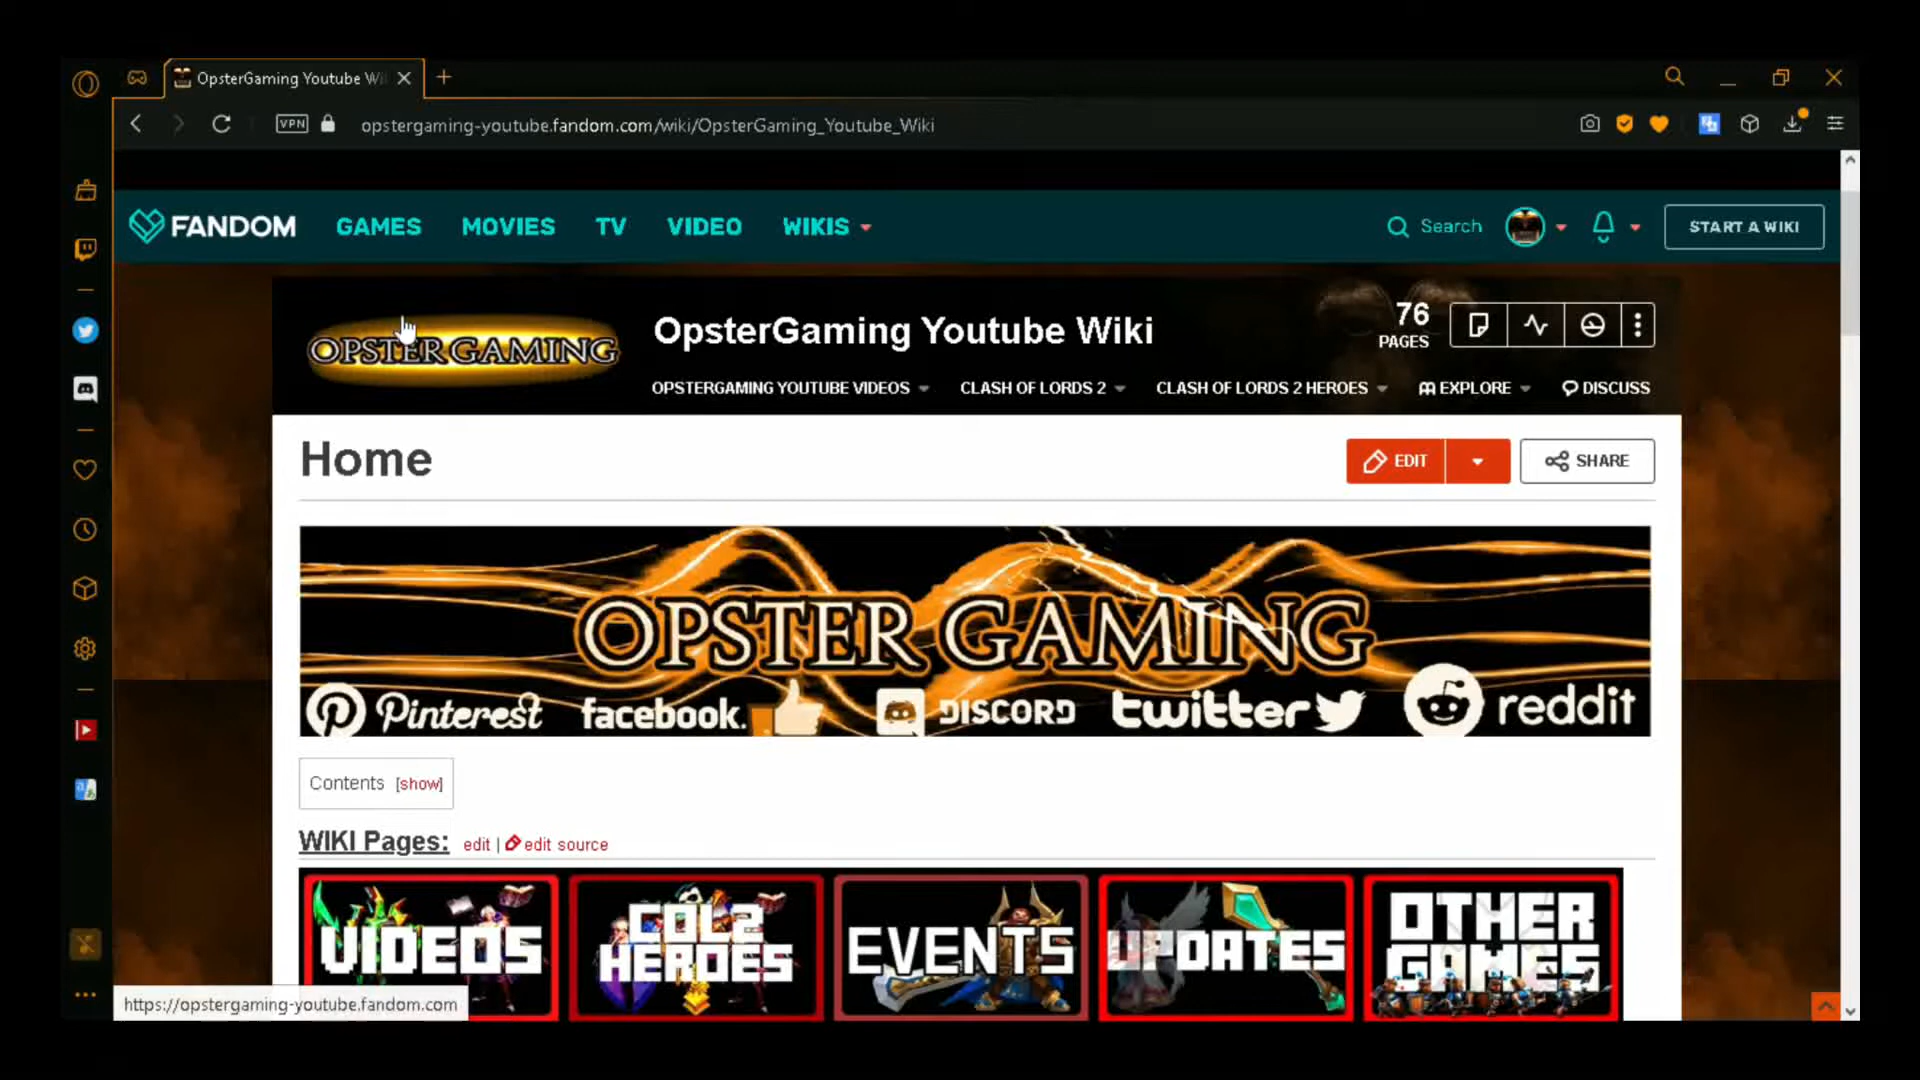 OpsterGaming Youtube Wi
VPN
opstergaming-youtube.fandom.com/wiki/OpsterGaming_Youtube_Wiki
FANDOM
GAMES
MOVIES
TV
VIDEO
WIKIS
Search
START A WIKI
OPSTER GAMING
OpsterGaming Youtube Wiki
76
PAGES
OPSTERGAMING YOUTUBE VIDEOS
CLASH OF LORDS 2
CLASH OF LORDS 2 HEROES
EXPLORE
DISCUSS
Home
EDIT
SHARE
OPSTER GAMING
Pinterest
facebook.
DISCORD
twitter
reddit
Contents [show]
WIKI Pages: edit | edit source
VIDEOS
COL2
HEROES
EVENTS
UPDATES
OTHER
GAMES
https://opstergaming-youtube.fandom.com